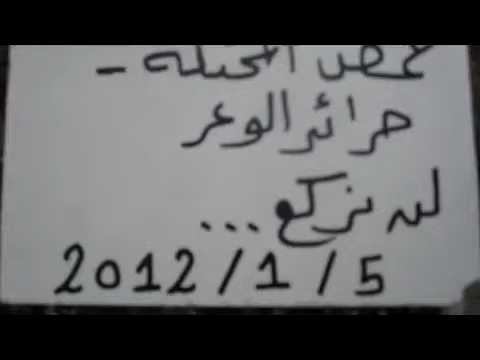 حمص المحتلة -
حرائر الوعر
لن نركع ...
2012/1/5